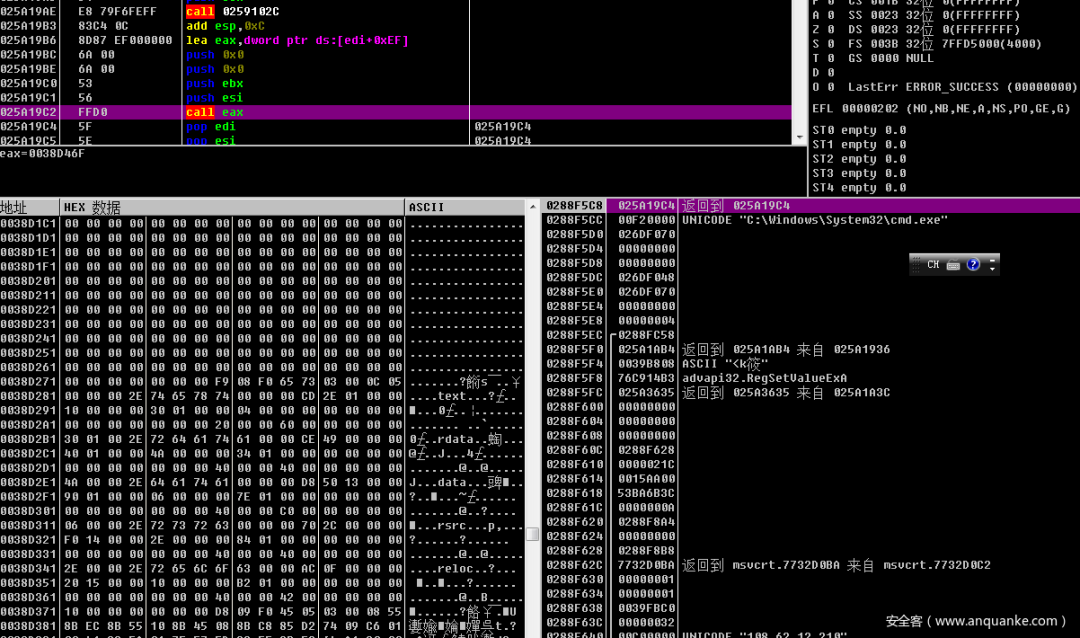 025A19AE E8 79F6FEFF call 0259102C
025A19B3 83C4 0C add esp,0xC
025A19B6 8D87 EF000000 lea eax,dword ptr ds:[edi+0xEF]
025A19BC 6A 00 push 0x0
025A19BE 6A 00 push 0x0
025A19C0 53 push ebx
025A19C1 56 push esi
025A19C2 FFD0 call eax
025A19C4 5F pop edi 025A19C4
025A19C5 5E pop esi 025A19C4
eax=0038D46F
P 0 CS 001B 32位 0(FFFFFFFF)
A 0 SS 0023 32位 0(FFFFFFFF)
Z 0 DS 0023 32位 0(FFFFFFFF)
S 0 FS 003B 32位 7FFD5000(4000)
T 0 GS 0000 NULL
D 0
O 0 LastErr ERROR_SUCCESS (00000000)
EFL 00000202 (NO,NB,NE,A,NS,PO,GE,G)
ST0 empty 0.0
ST1 empty 0.0
ST2 empty 0.0
ST3 empty 0.0
ST4 empty 0.0
地址 HEX 数据 ASCII
0038D1C1 00 00 00 00 00 00 00 00 00 00 00 00 00 00 00 00 ................
0038D1D1 00 00 00 00 00 00 00 00 00 00 00 00 00 00 00 00 ................
0038D1E1 00 00 00 00 00 00 00 00 00 00 00 00 00 00 00 00 ................
0038D1F1 00 00 00 00 00 00 00 00 00 00 00 00 00 00 00 00 ................
0038D201 00 00 00 00 00 00 00 00 00 00 00 00 00 00 00 00 ................
0038D211 00 00 00 00 00 00 00 00 00 00 00 00 00 00 00 00 ................
0038D221 00 00 00 00 00 00 00 00 00 00 00 00 00 00 00 00 ................
0038D231 00 00 00 00 00 00 00 00 00 00 00 00 00 00 00 00 ................
0038D241 00 00 00 00 00 00 00 00 00 00 00 00 00 00 00 00 ................
0038D251 00 00 00 00 00 00 00 00 00 00 00 00 00 00 00 00 ................
0038D261 00 00 00 00 00 00 00 00 00 00 00 00 00 00 00 00 ................
0038D271 00 00 00 00 00 00 00 F9 08 F0 65 73 03 00 0C 05
0038D281 00 00 00 2E 74 65 78 74 00 00 00 CD 2E 01 00 00
0038D291 10 00 00 00 30 01 00 00 04 00 00 00 00 00 00 00
0038D2A1 00 00 00 00 00 00 00 20 00 00 60 00 00 00 00 00
0038D2B1 30 01 00 2E 72 64 61 74 61 00 00 CE 49 00 00 00
0038D2C1 40 01 00 00 4A 00 00 00 34 01 00 00 00 00 00 00
0038D2D1 00 00 00 00 00 00 00 40 00 00 40 00 00 00 00 00
0038D2E1 4A 00 00 2E 64 61 74 61 00 00 00 D8 50 13 00 00
0038D2F1 90 01 00 00 06 00 00 00 7E 01 00 00 00 00 00 00
0038D301 00 00 00 00 00 00 00 40 00 00 C0 00 00 00 00 00
0038D311 06 00 00 2E 72 73 72 63 00 00 00 70 2C 00 00 00
0038D321 F0 14 00 00 2E 00 00 00 84 01 00 00 00 00 00 00
0038D331 00 00 00 00 00 00 00 40 00 00 40 00 00 00 00 00
0038D341 2E 00 00 2E 72 65 6C 6F 63 00 00 AC 0F 00 00 00
0038D351 20 15 00 00 10 00 00 00 B2 01 00 00 00 00 00 00
0038D361 00 00 00 00 00 00 00 40 00 00 42 00 00 00 00 00
0038D371 10 00 00 00 00 00 00 D8 09 F0 45 05 03 00 08 55
0038D381 8B EC 8B 55 10 8B 45 08 8B C8 85 D2 74 09 C6 01
0288F5C8 025A19C4 返回到 025A19C4
0288F5CC 00F20000 UNICODE "C:\Windows\System32\cmd.exe"
0288F5D0 026DF070
0288F5D4 00000000
0288F5D8 00000000
0288F5DC 026DF048
0288F5E0 026DF070
0288F5E4 00000000
0288F5E8 00000004
0288F5EC 0288FC58
0288F5F0 025A1AB4 返回到 025A1AB4 来自 025A1936
0288F5F4 0039B808 ASCII "<K筱"
0288F5F8 76C914B3 advapi32.RegSetValueExA
0288F5FC 025A3635 返回到 025A3635 来自 025A1A3C
0288F600 00000000
0288F604 00000000
0288F608 00000000
0288F60C 0288F628
0288F610 0000021C
0288F614 0015AA00
0288F618 53BA6B3C
0288F61C 0000000A
0288F620 0288F8A4
0288F624 00000000
0288F628 0288F8B8
0288F62C 7732D0BA 返回到 msvcrt.7732D0BA 来自 msvcrt.7732D0C2
0288F630 00000001
0288F634 00000000
0288F638 0039FBC0
0288F63C 00000032
0288F640 00C00000 UNICODE "108.62.12.210"
CH
安全客（www.anquanke.com）